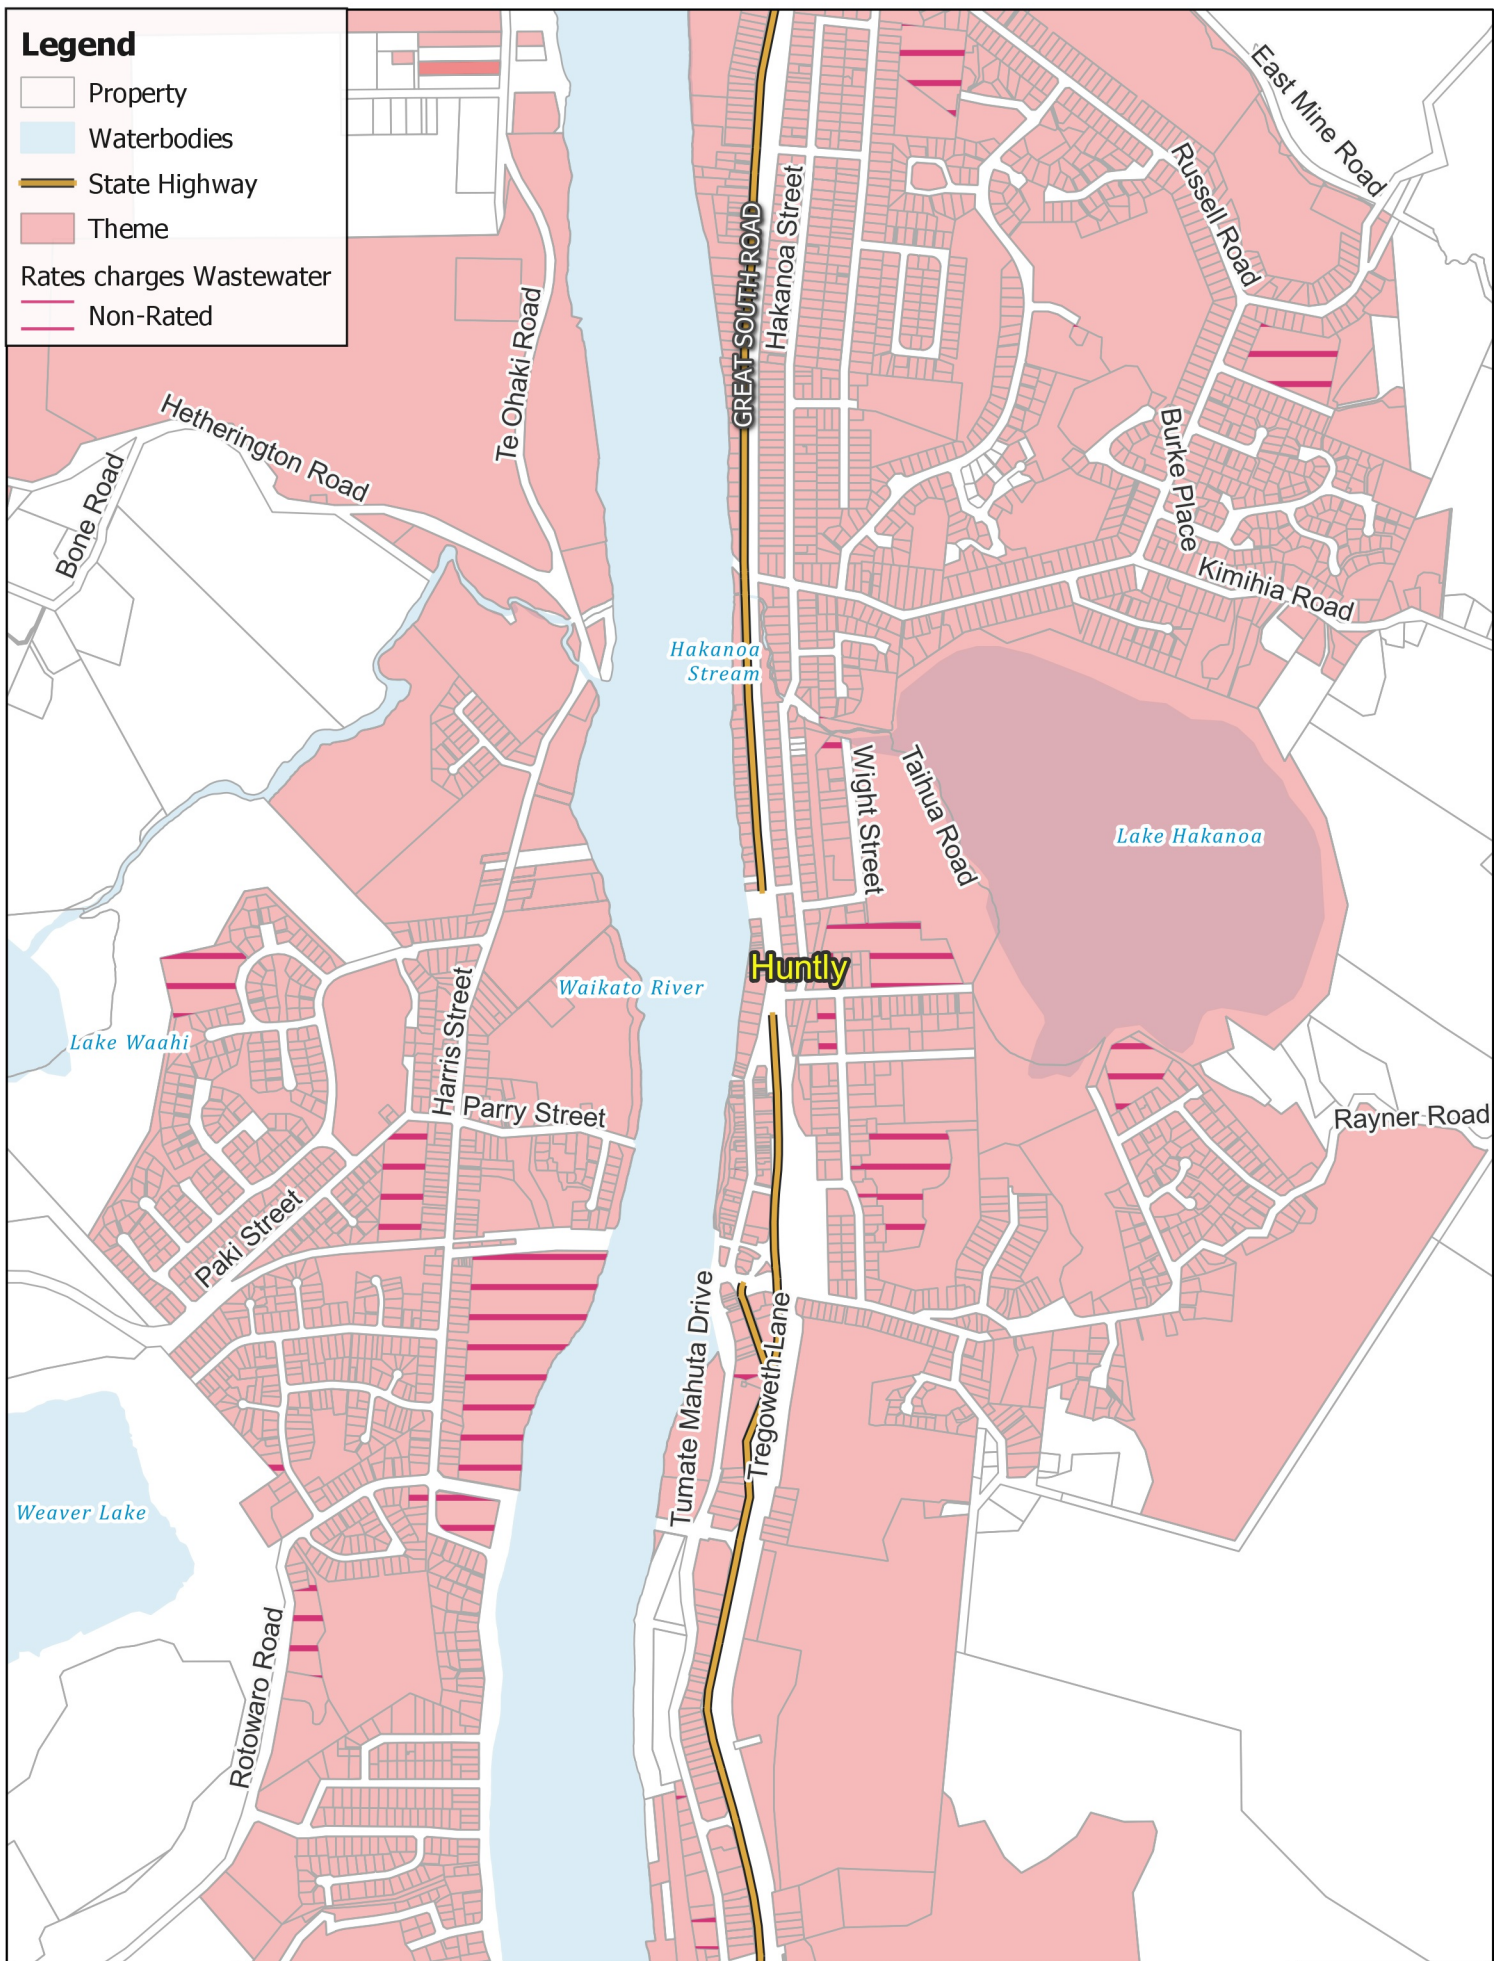 Legend
Property
Waterbodies
State Highway
Theme
Rates charges Wastewater
Non-Rated
East Mine Road
Russell Road
Hakanoa Street
GREAT SOUTH ROAD
Te Ohaki Road
Hetherington Road
Bone Road
Burke Place
Kimihia Road
Hakanoa
Stream
Wight Street
Taihua Road
Lake Hakanoa
Huntly
Waikato River
Harris Street
Lake Waahi
Parry Street
Rayner Road
Paki Street
Tumate Mahuta Drive
Tregoweth Lane
Weaver Lake
Rotowaro Road